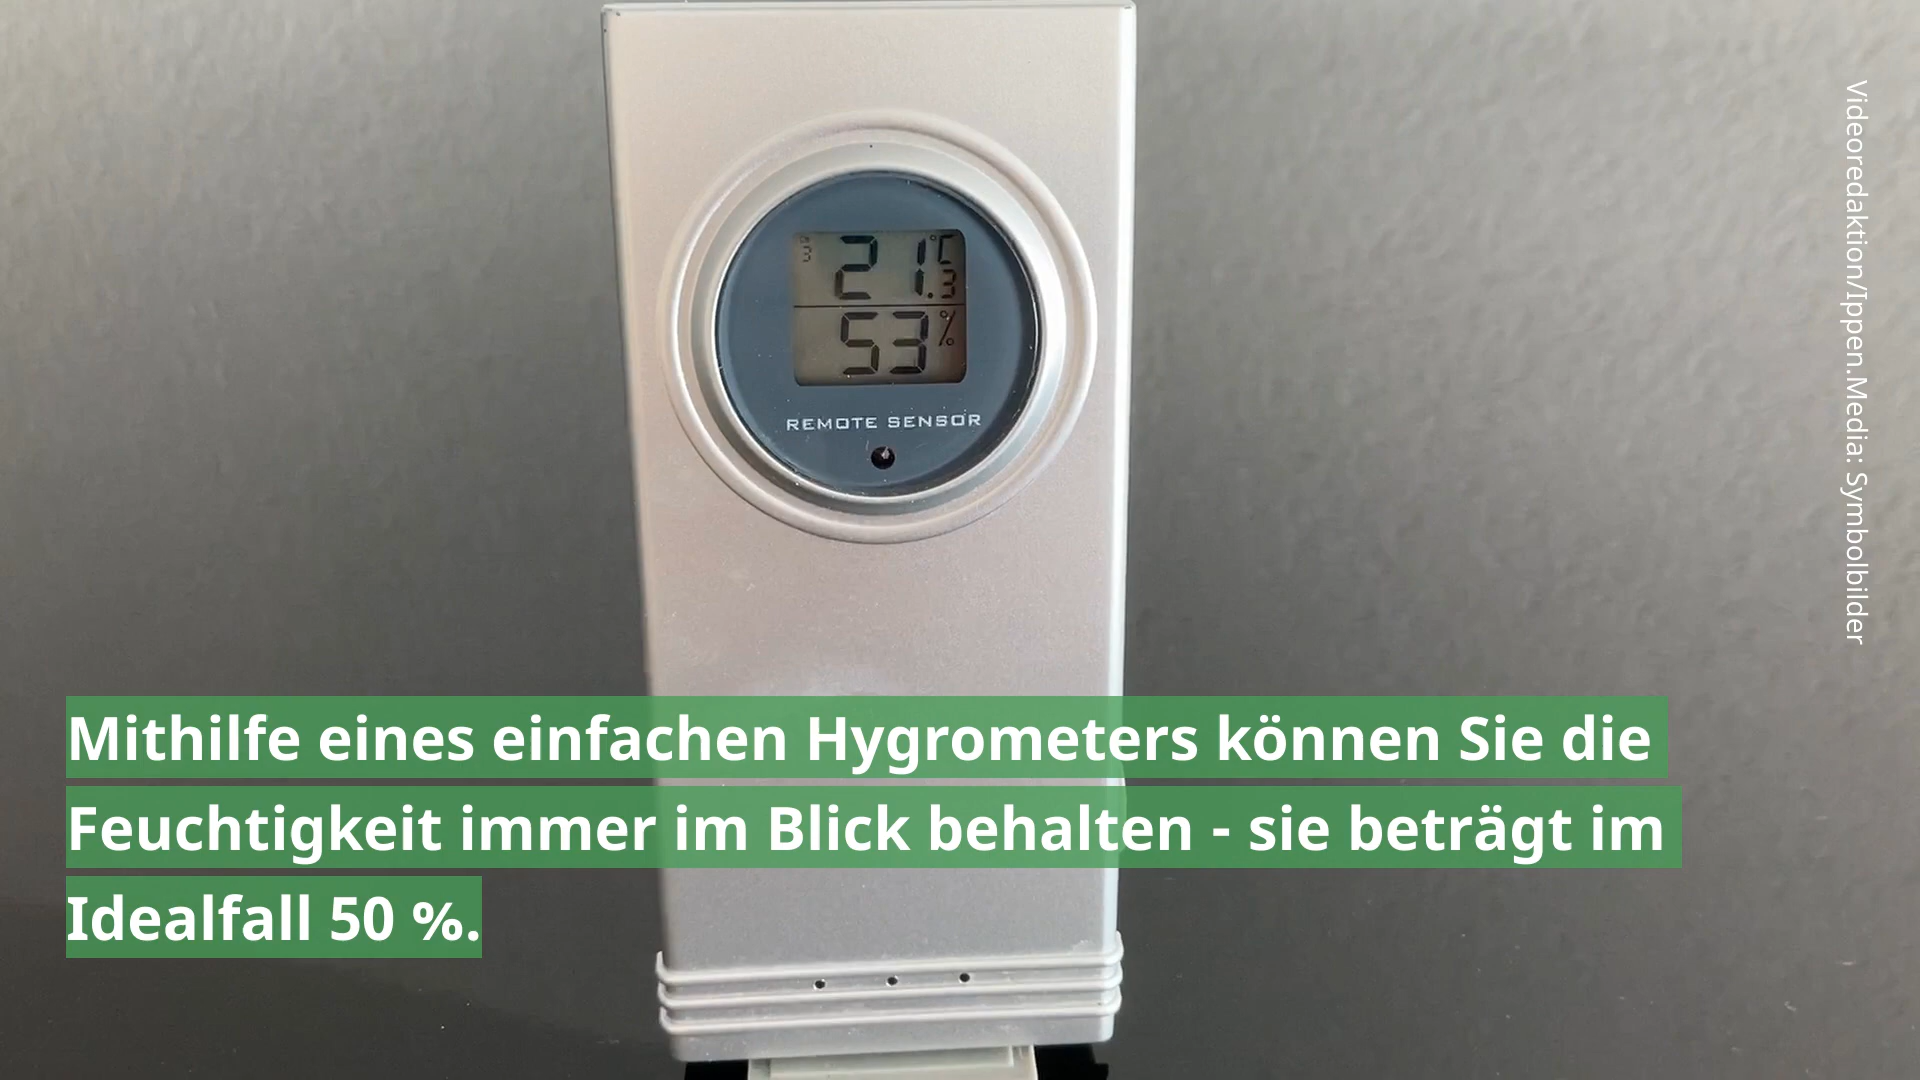 21.3 °C
53 %
REMOTE SENSOR
Mithilfe eines einfachen Hygrometers können Sie die
Feuchtigkeit immer im Blick behalten - sie beträgt im
Idealfall 50 %.
Videoredaktion/Ippen.Media: Symbolbilder